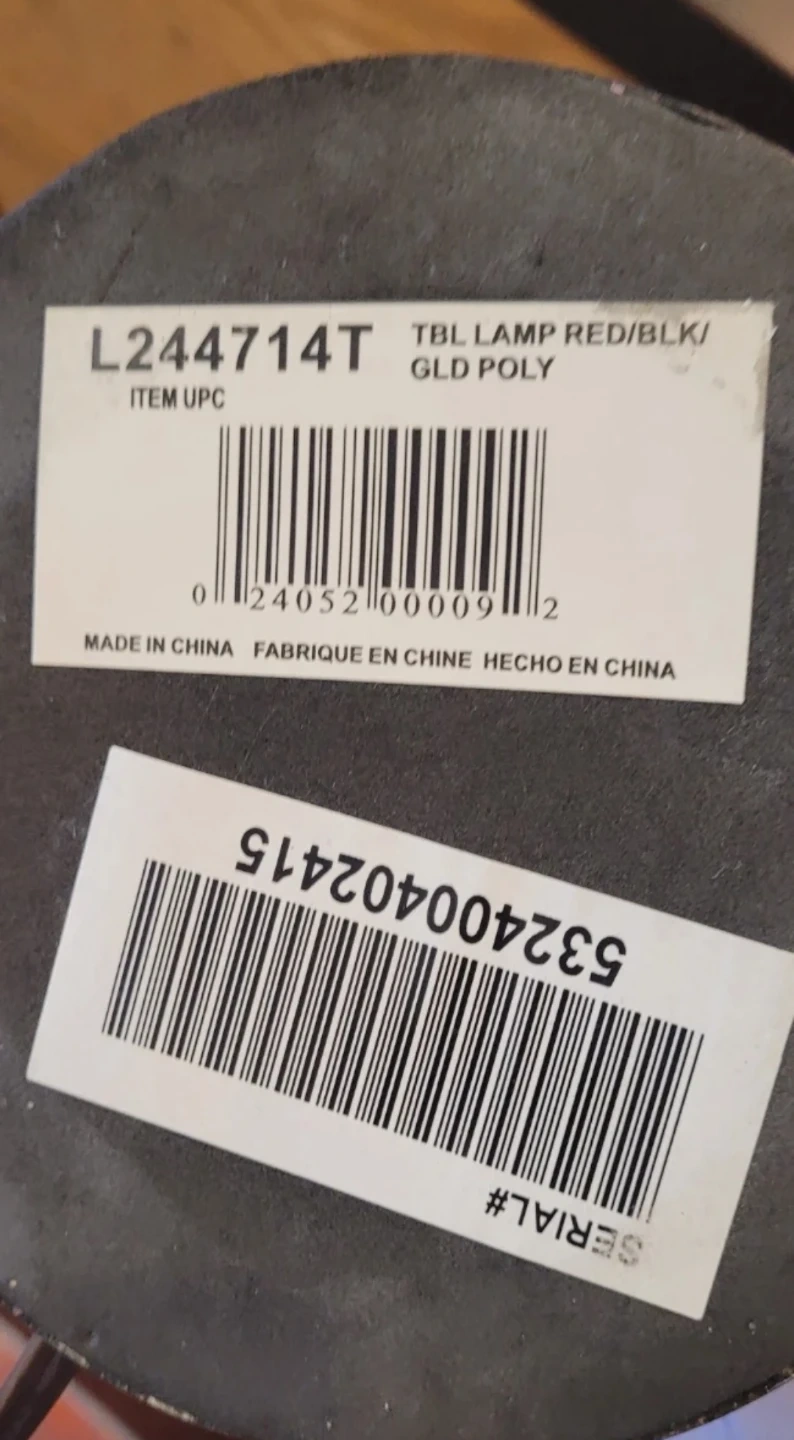 L244714T
TBL LAMP RED/BLK/
GLD POLY
ITEM UPC
0 24052 00009 2
MADE IN CHINA FABRIQUE EN CHINE HECHO EN CHINA
SERIAL#
5324000402415